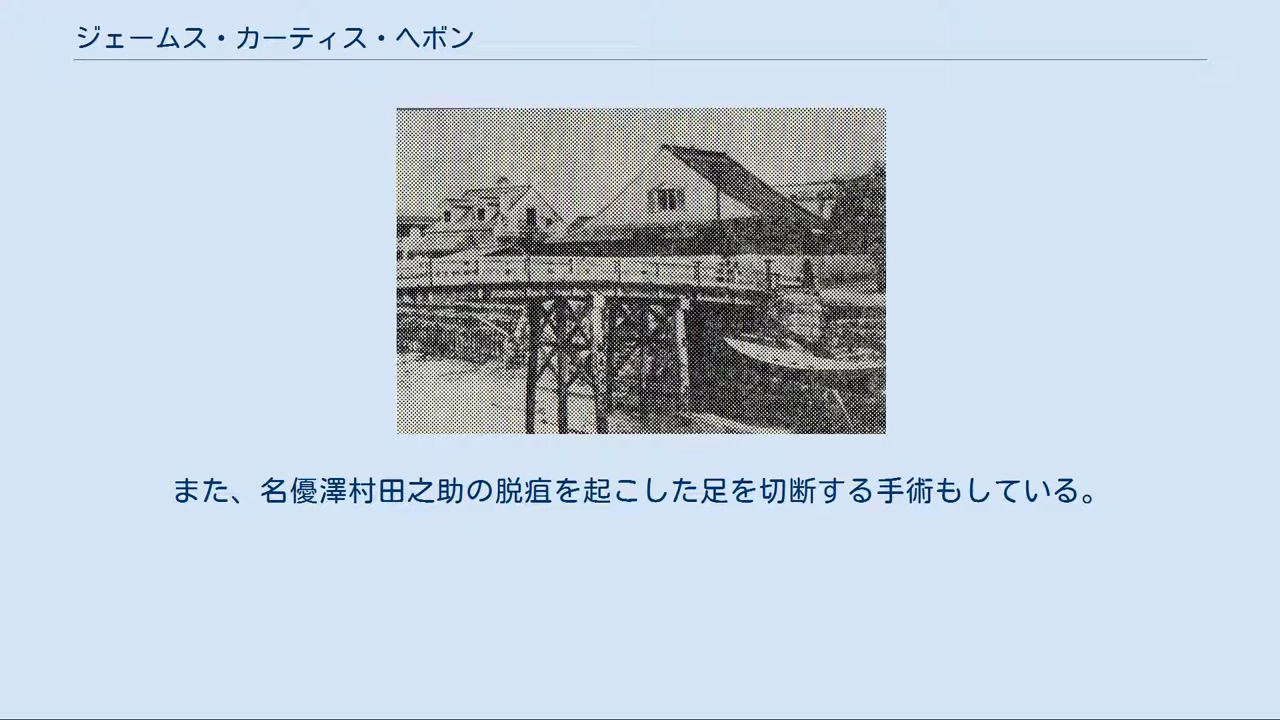 ジェームス・カーティス・ヘボン
また、名優澤村田之助の脱疽を起こした足を切断する手術もしている。